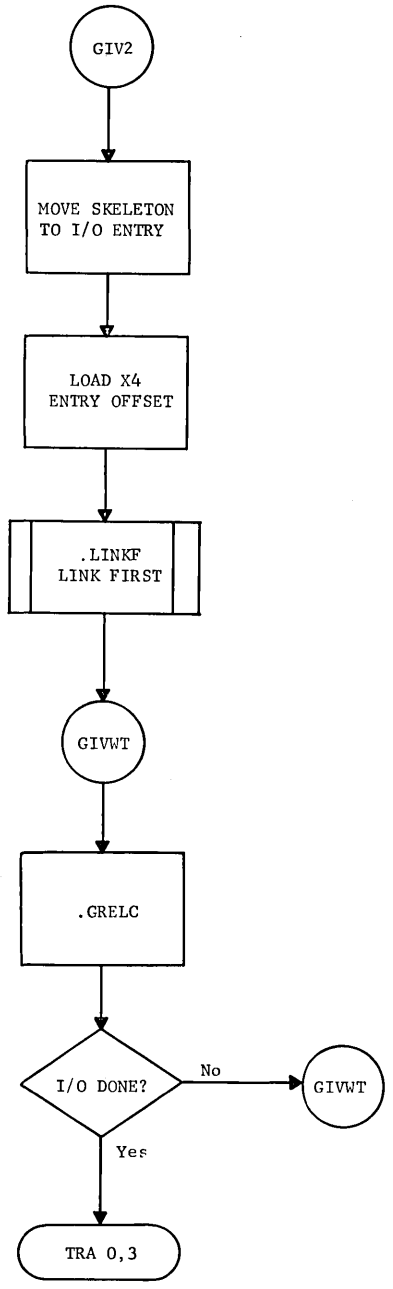 GIV2
MOVE SKELETON
TO I/O ENTRY
LOAD X4
ENTRY OFFSET
.LINKF
LINK FIRST
GIVWT
.GRELC
I/O DONE?
No
GIVWT
Yes
TRA 0,3